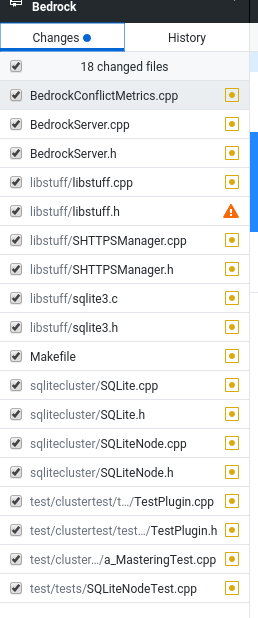 Bedrock
Changes
History
18 changed files
BedrockConflictMetrics.cpp
BedrockServer.cpp
BedrockServer.h
libstuff/libstuff.cpp
libstuff/libstuff.h
libstuff/SHTTPSManager.cpp
libstuff/SHTTPSManager.h
libstuff/sqlite3.c
libstuff/sqlite3.h
Makefile
sqlitecluster/SQLite.cpp
sqlitecluster/SQLite.h
sqlitecluster/SQLiteNode.cpp
sqlitecluster/SQLiteNode.h
test/clustertest/t.../TestPlugin.cpp
test/clustertest/test.../TestPlugin.h
test/cluster.../a_MasteringTest.cpp
test/tests/SQLiteNodeTest.cpp